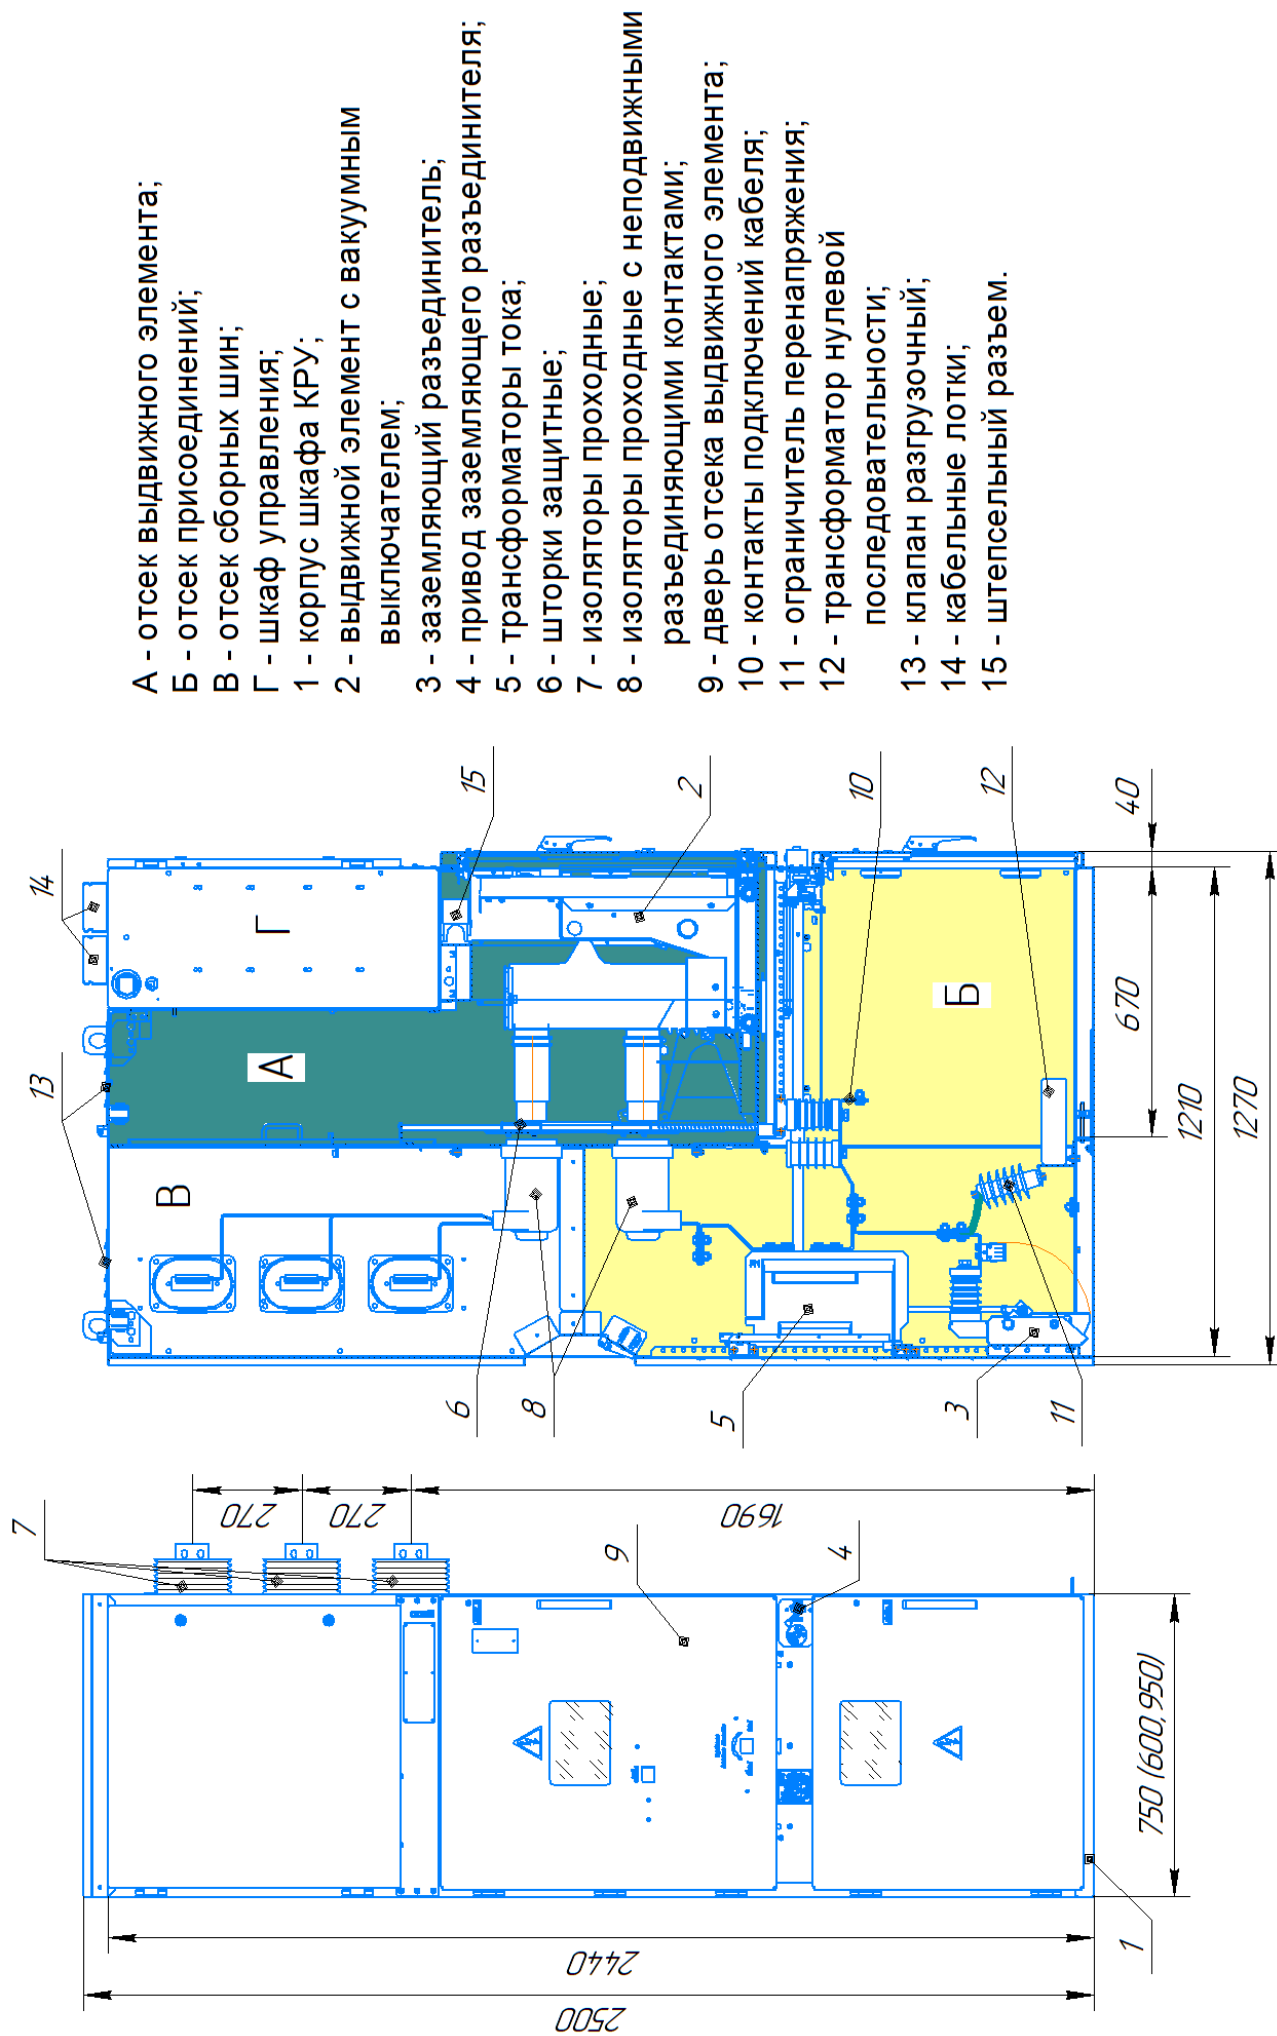 А - отсек выдвижного элемента;
Б - отсек присоединений;
В - отсек сборных шин;
Г - шкаф управления;
1 - корпус шкафа КРУ;
2 - выдвижной элемент с вакуумным
выключателем;
3 - заземляющий разъединитель;
4 - привод заземляющего разъединителя;
5 - трансформаторы тока;
6 - шторки защитные;
7 - изоляторы проходные;
8 - изоляторы проходные с неподвижными
разъединяющими контактами;
9 - дверь отсека выдвижного элемента;
10 - контакты подключений кабеля;
11 - ограничитель перенапряжения;
12 - трансформатор нулевой
последовательности;
13 - клапан разгрузочный;
14 - кабельные лотки;
15 - штепсельный разъем.
7
270
270
1690
9
4
1
750 (600,950)
2440
2500
13
14
15
2
10
12
40
670
1210
1270
А
Б
В
Г
6
8
5
3
11